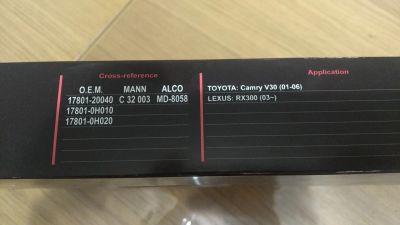 Cross-reference
Application
O.E.M. MANN ALCO
17801-20040 C 32 003 MD-8058
17801-0H010
17801-0H020
TOYOTA: Camry V30 (01-06)
LEXUS: RX300 (03~)